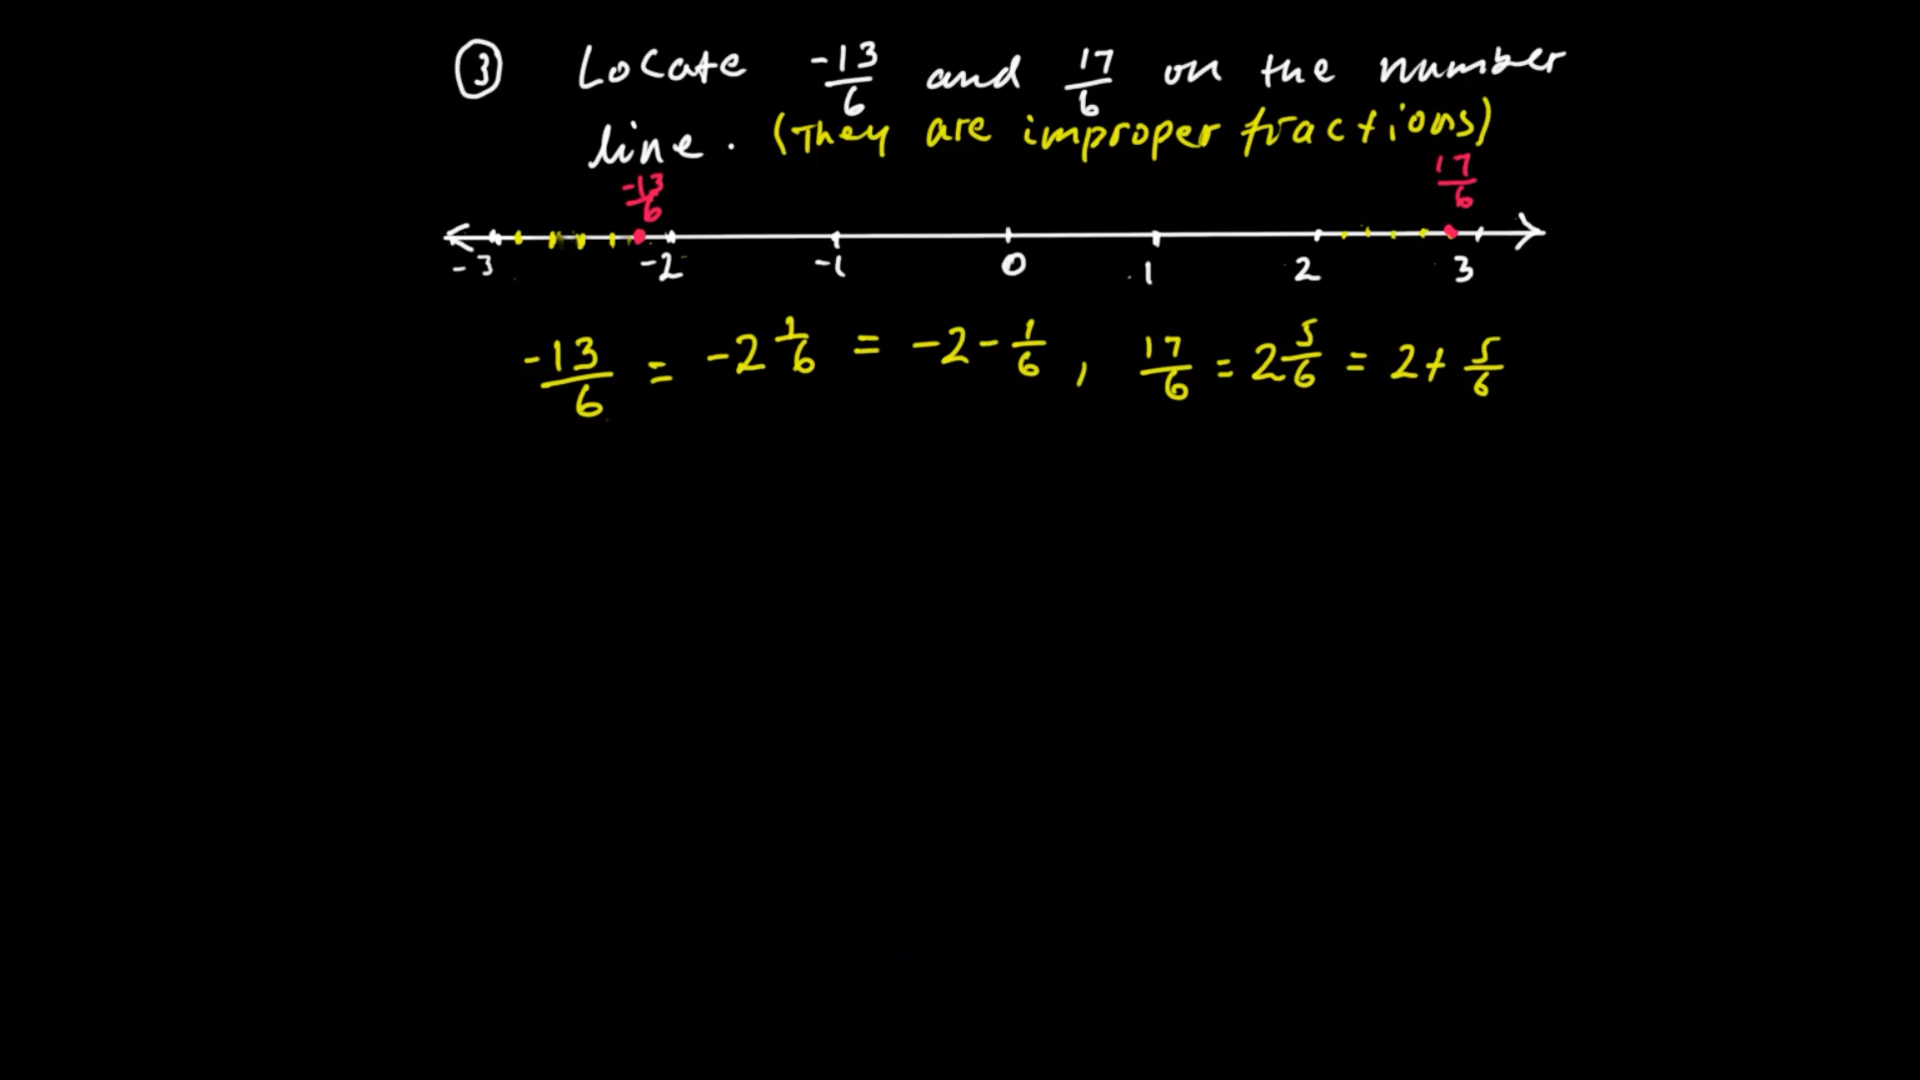 ③ Locate -13/6 and 17/6 on the number
line. (They are improper fractions)
-13/6 17/6
-3 -2 -1 0 1 2 3
-13/6 = -2 1/6 = -2 - 1/6 , 17/6 = 2 5/6 = 2 + 5/6